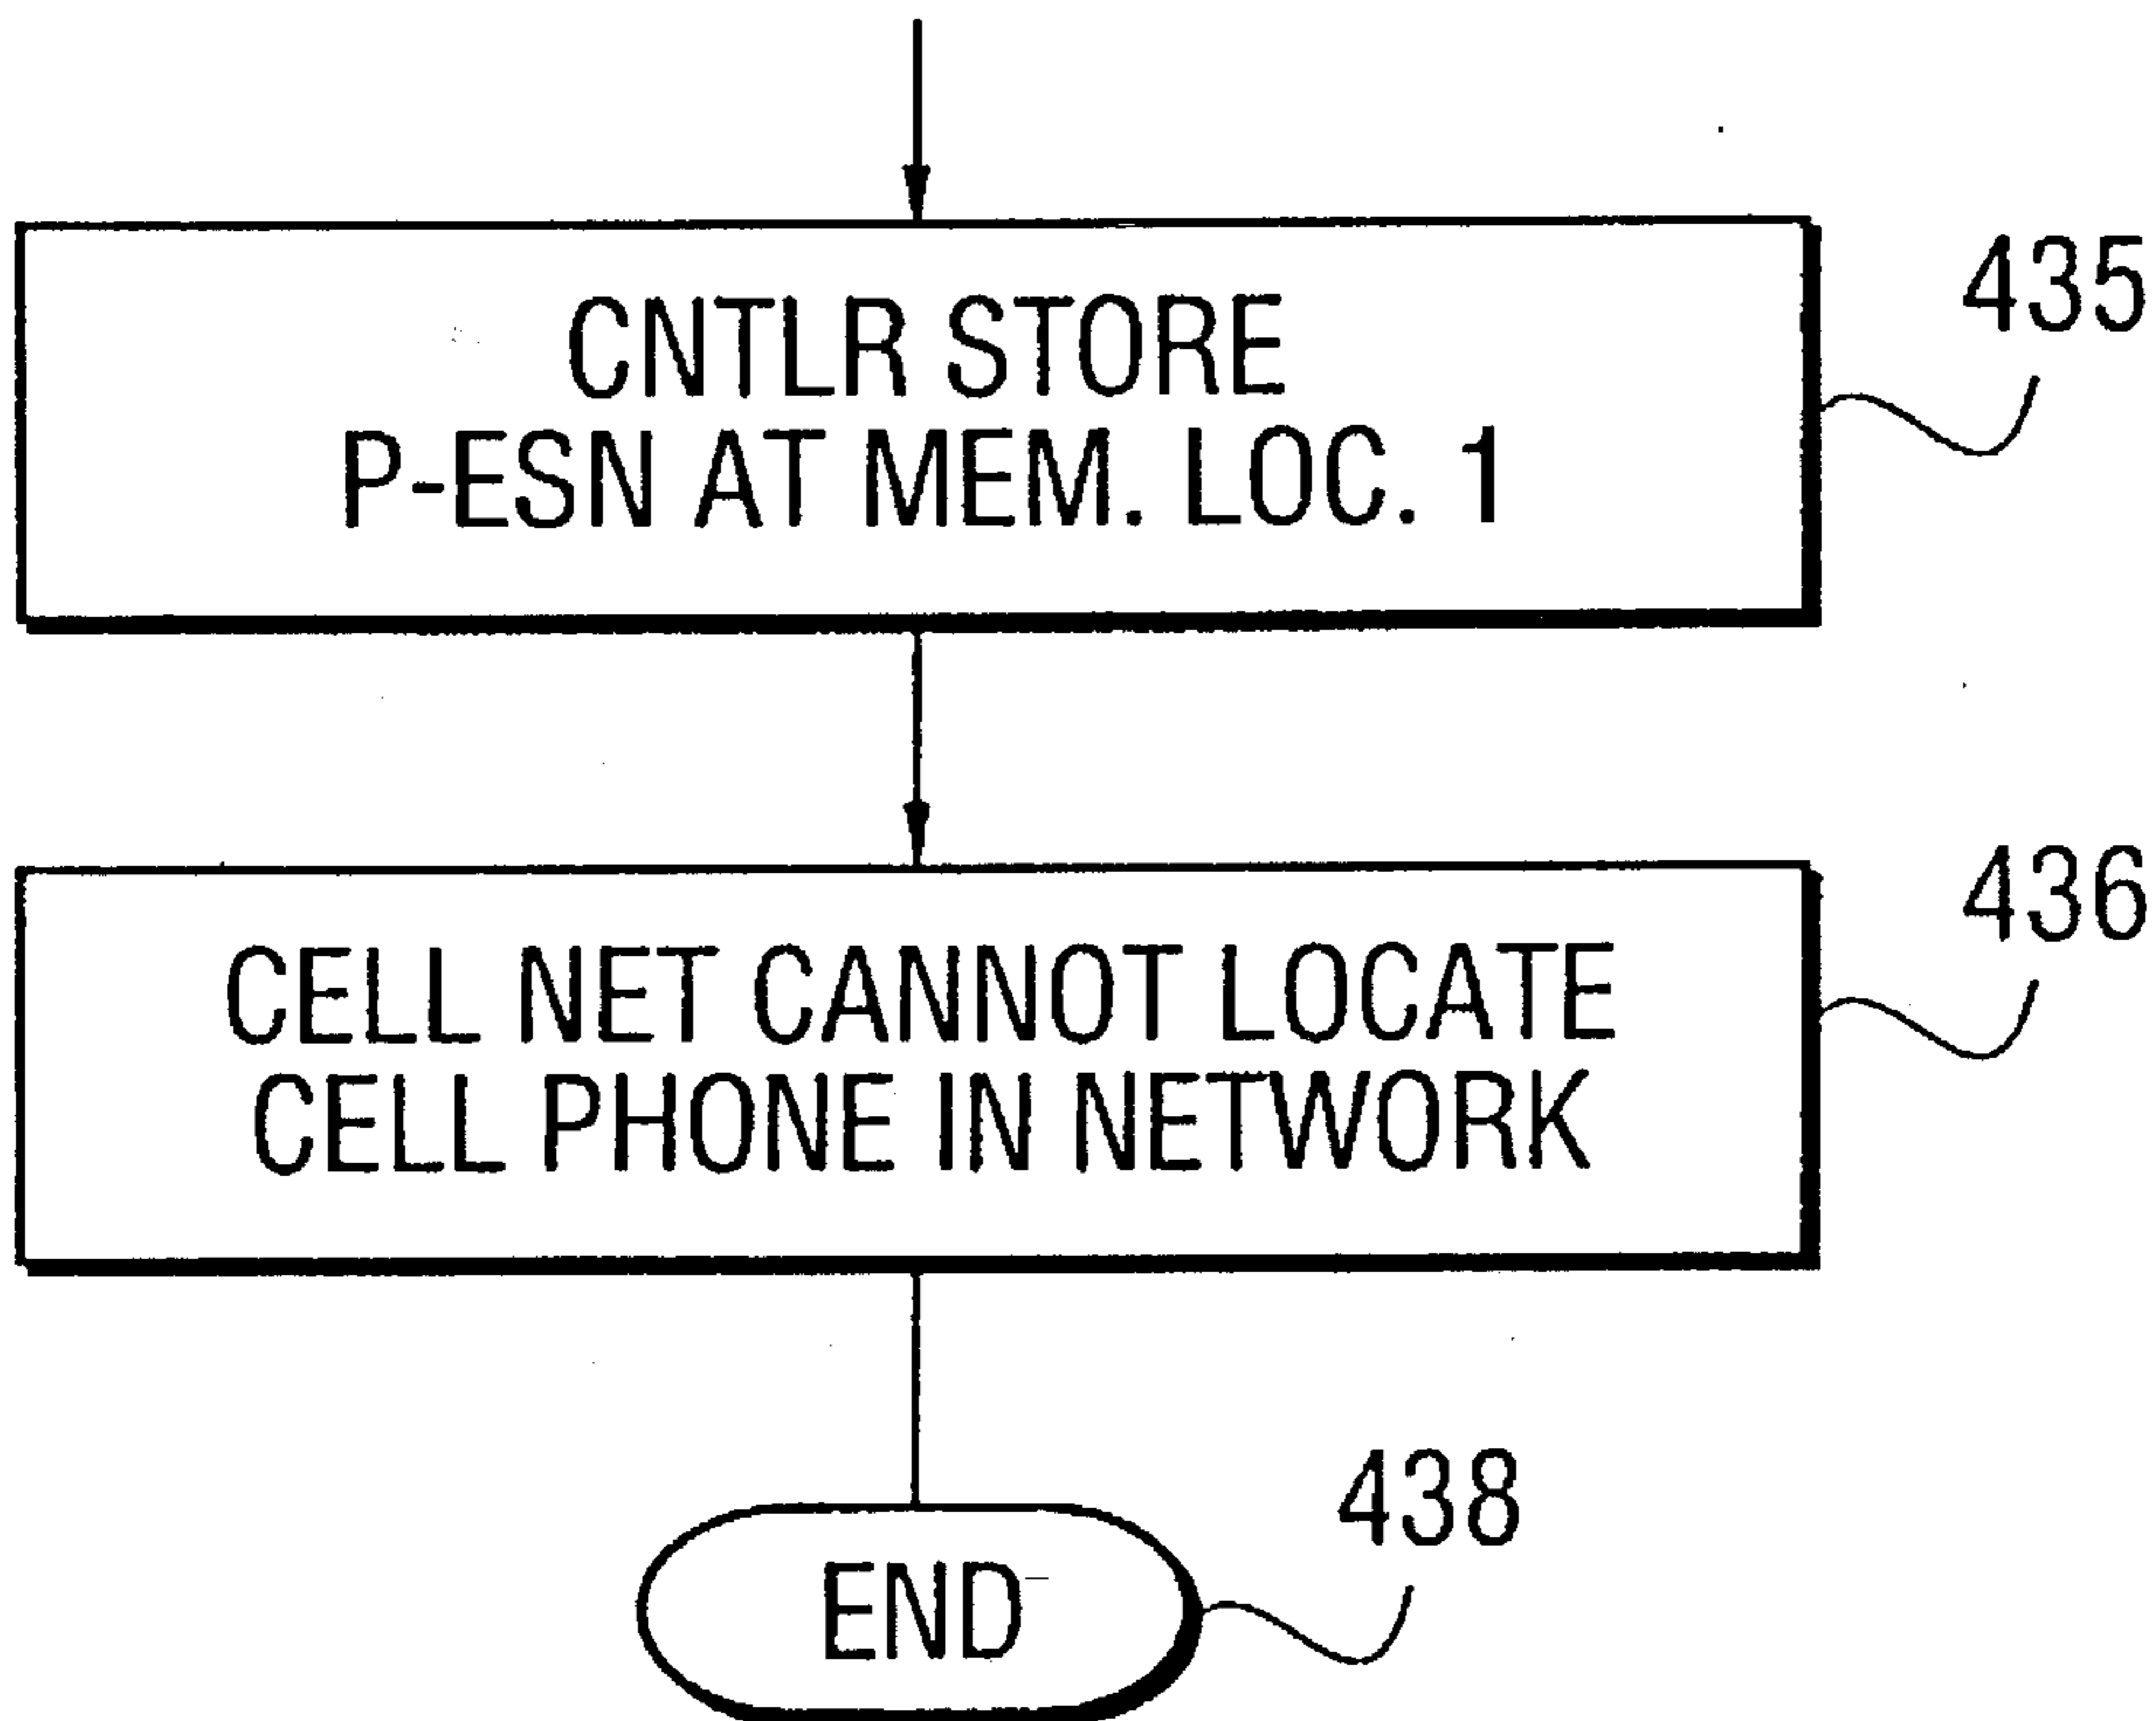 CNTLR STORE
P-ESN AT MEM. LOC. 1
435
CELL NET CANNOT LOCATE
CELL PHONE IN NETWORK
436
END
438